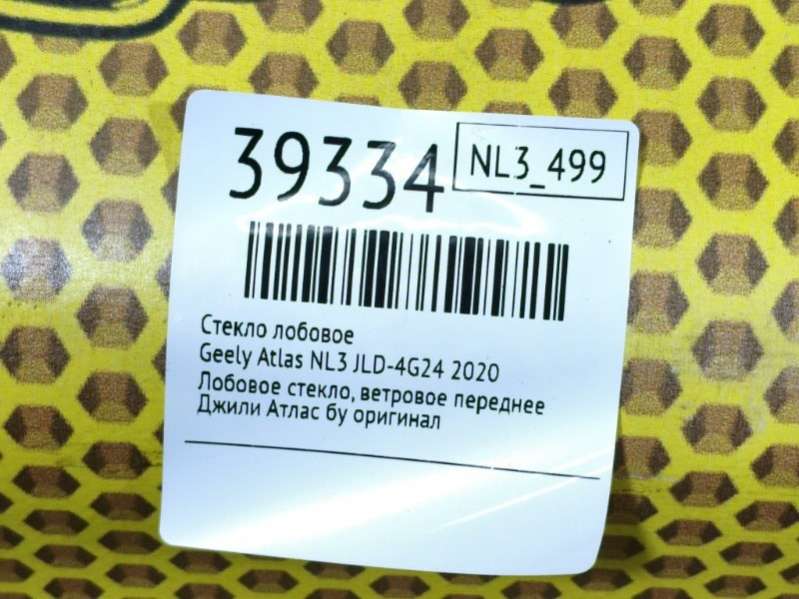 39334
NL3_499
Стекло лобовое
Geely Atlas NL3 JLD-4G24 2020
Лобовое стекло, ветровое переднее
Джили Атлас бу оригинал